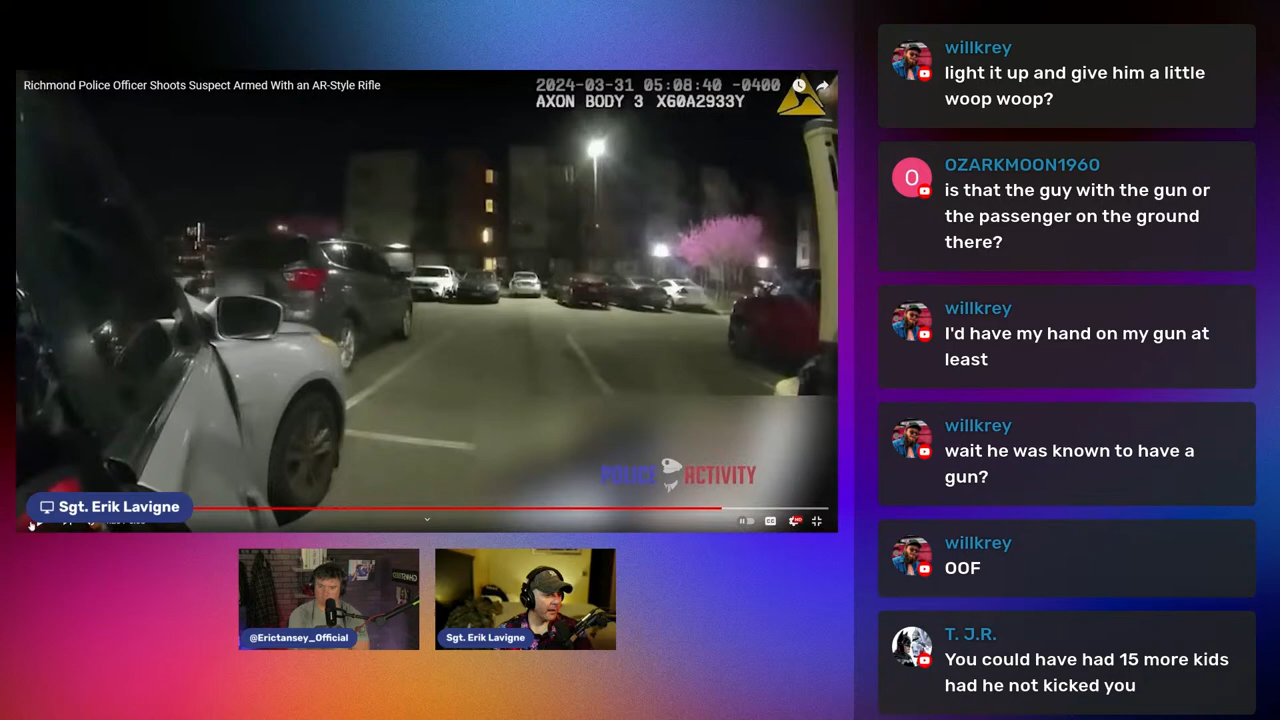 Richmond Police Officer Shoots Suspect Armed With an AR-Style Rifle
2024-03-31 05:08:40 -0400
AXON BODY 3 X60A2933Y
POLICE ACTIVITY
Sgt. Erik Lavigne
@Erictansey_Official
Sgt. Erik Lavigne
willkrey
light it up and give him a little
woop woop?
O
OZARKMOON1960
is that the guy with the gun or
the passenger on the ground
there?
willkrey
I'd have my hand on my gun at
least
willkrey
wait he was known to have a
gun?
willkrey
OOF
T. J.R.
You could have had 15 more kids
had he not kicked you